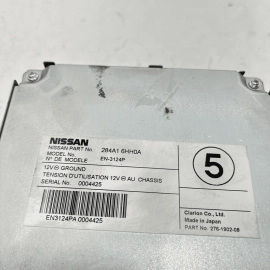 NISSAN
NISSAN PART No. 284A1 6HH0A
MODEL No.
N° DE MODELE EN-3124P
12V ⊖ GROUND
TENSION D'UTILISATION 12V ⊖ AU CHASSIS
SERIAL No. 0004425
EN3124PA 0004425
5
Clarion Co., Ltd.
Made in Japan
PART No. 276-1902-08